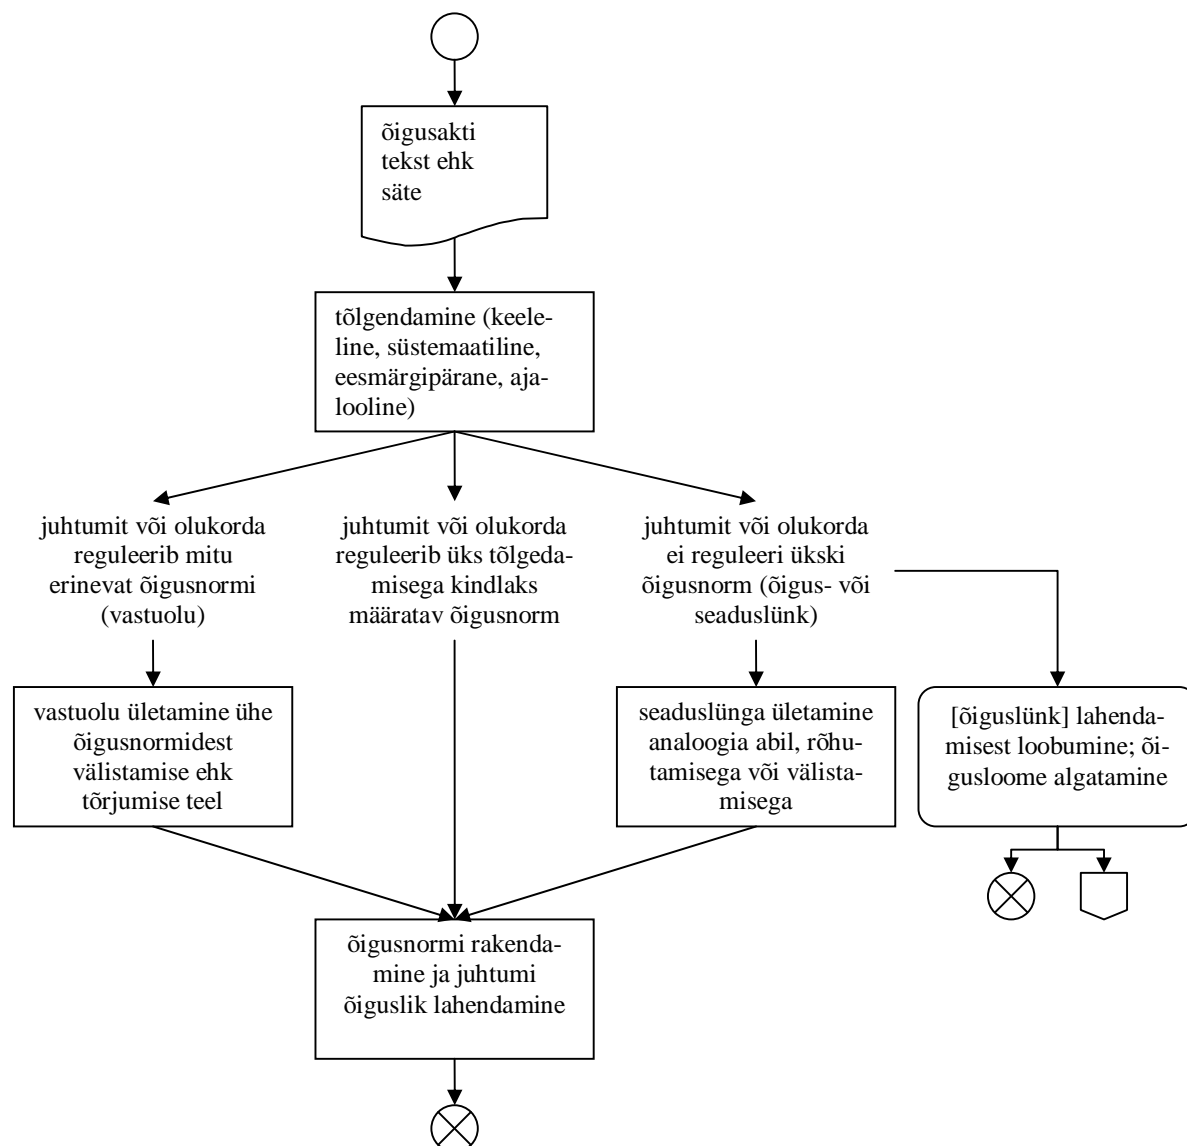 õigusakti
tekst ehk
säte
tõlgendamine (keele-
line, süstemaatiline,
eesmärgipärane, aja-
looline)
juhtumit või olukorda
reguleerib mitu
erinevat õigusnormi
(vastuolu)
juhtumit või olukorda
reguleerib üks tõlgeda-
misega kindlaks
määratav õigusnorm
juhtumit või olukorda
ei reguleeri ükski
õigusnorm (õigus- või
seaduslünk)
vastuolu ületamine ühe
õigusnormidest
välistamise ehk
tõrjumise teel
seaduslünga ületamine
analoogia abil, rõhu-
tamisega või välista-
misega
[õiguslünk] lahenda-
misest loobumine; õi-
gusloome algatamine
õigusnormi rakenda-
mine ja juhtumi
õiguslik lahendamine